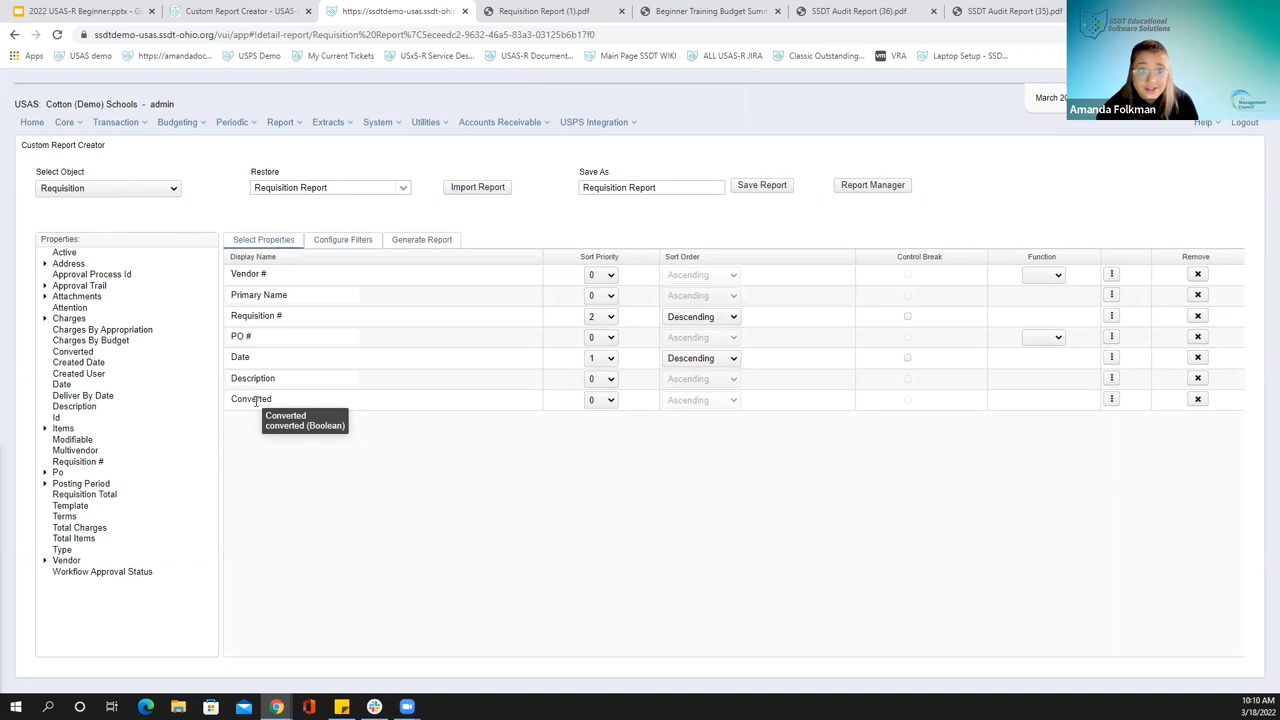 2022 USAS-R Beginner.pptx - G
Custom Report Creator - USAS-
https://ssdtdemo-usas.ssdt-ohio
Requisition Report (1).pdf
Beginner Training Budget Summ
SSDT Audit Report (36).pdf
SSDT Audit Report (35).pdf
ssdtdemo-usas.ssdt-ohio.org/vui/app#!detail-report/Requisition%20Repor
e32-46a5-83a3-03125b6b17f0
Apps
USAS demo
https://amandadoc...
USPS Demo
My Current Tickets
USxS-R Service Des...
USAS-R Document...
Main Page SSDT WIKI
ALL USAS-R JIRA
Classic Outstanding...
VRA
Laptop Setup - SSD...
SSDT Educational
Software Solutions
Management
Council
Amanda Folkman
USAS: Cotton (Demo) Schools - admin
March 20
Home Core Transaction Budgeting Periodic Report Extracts System Utilities Accounts Receivable USPS Integration Help Logout
Custom Report Creator
Select Object
Restore
Save As
Requisition
Requisition Report
Import Report
Requisition Report
Save Report
Report Manager
Properties:
Active
Address
Approval Process Id
Approval Trail
Attachments
Attention
Charges
Charges By Appropriation
Charges By Budget
Converted
Created Date
Created User
Date
Deliver By Date
Description
Id
Items
Modifiable
Multivendor
Requisition #
Po
Posting Period
Requisition Total
Template
Terms
Total Charges
Total Items
Type
Vendor
Workflow Approval Status
Select Properties Configure Filters Generate Report
Display Name Sort Priority Sort Order Control Break Function Remove
Vendor # 0 Ascending
Primary Name 0 Ascending
Requisition # 2 Descending
PO # 0 Ascending
Date 1 Descending
Description 0 Ascending
Converted 0 Ascending
Converted
converted (Boolean)
10:10 AM
3/18/2022